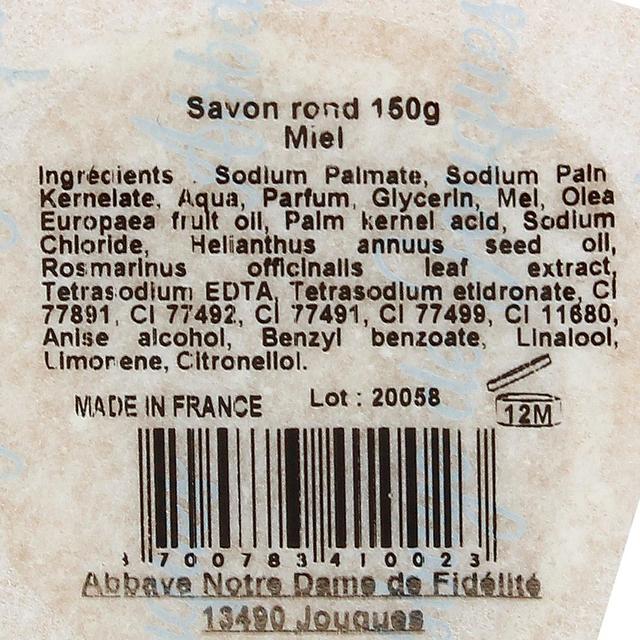 Savon rond 150g
Miel
Ingrédients : Sodium Palmate, Sodium Paln
Kernelate, Aqua, Parfum, Glycerin, Mel, Olea
Europaea fruit oil, Palm kernel acid, Sodium
Chloride, Helianthus annuus seed oil,
Rosmarinus officinalis leaf extract,
Tetrasodium EDTA, Tetrasodium etidronate, CI
77891, CI 77492, CI 77491, CI 77499, CI 11680,
Anise alcohol, Benzyl benzoate, Linalool,
Limonene, Citronellol.
MADE IN FRANCE Lot : 20058
12M
3 700783 410023
Abbaye Notre Dame de Fidélité
13490 Jouques